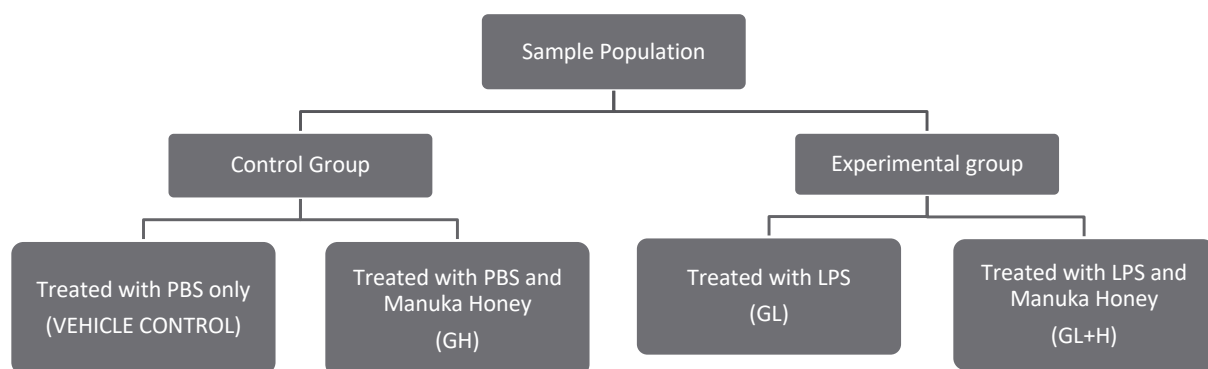 Sample Population
Control Group
Experimental group
Treated with PBS only
(VEHICLE CONTROL)
Treated with PBS and
Manuka Honey
(GH)
Treated with LPS
(GL)
Treated with LPS and
Manuka Honey
(GL+H)